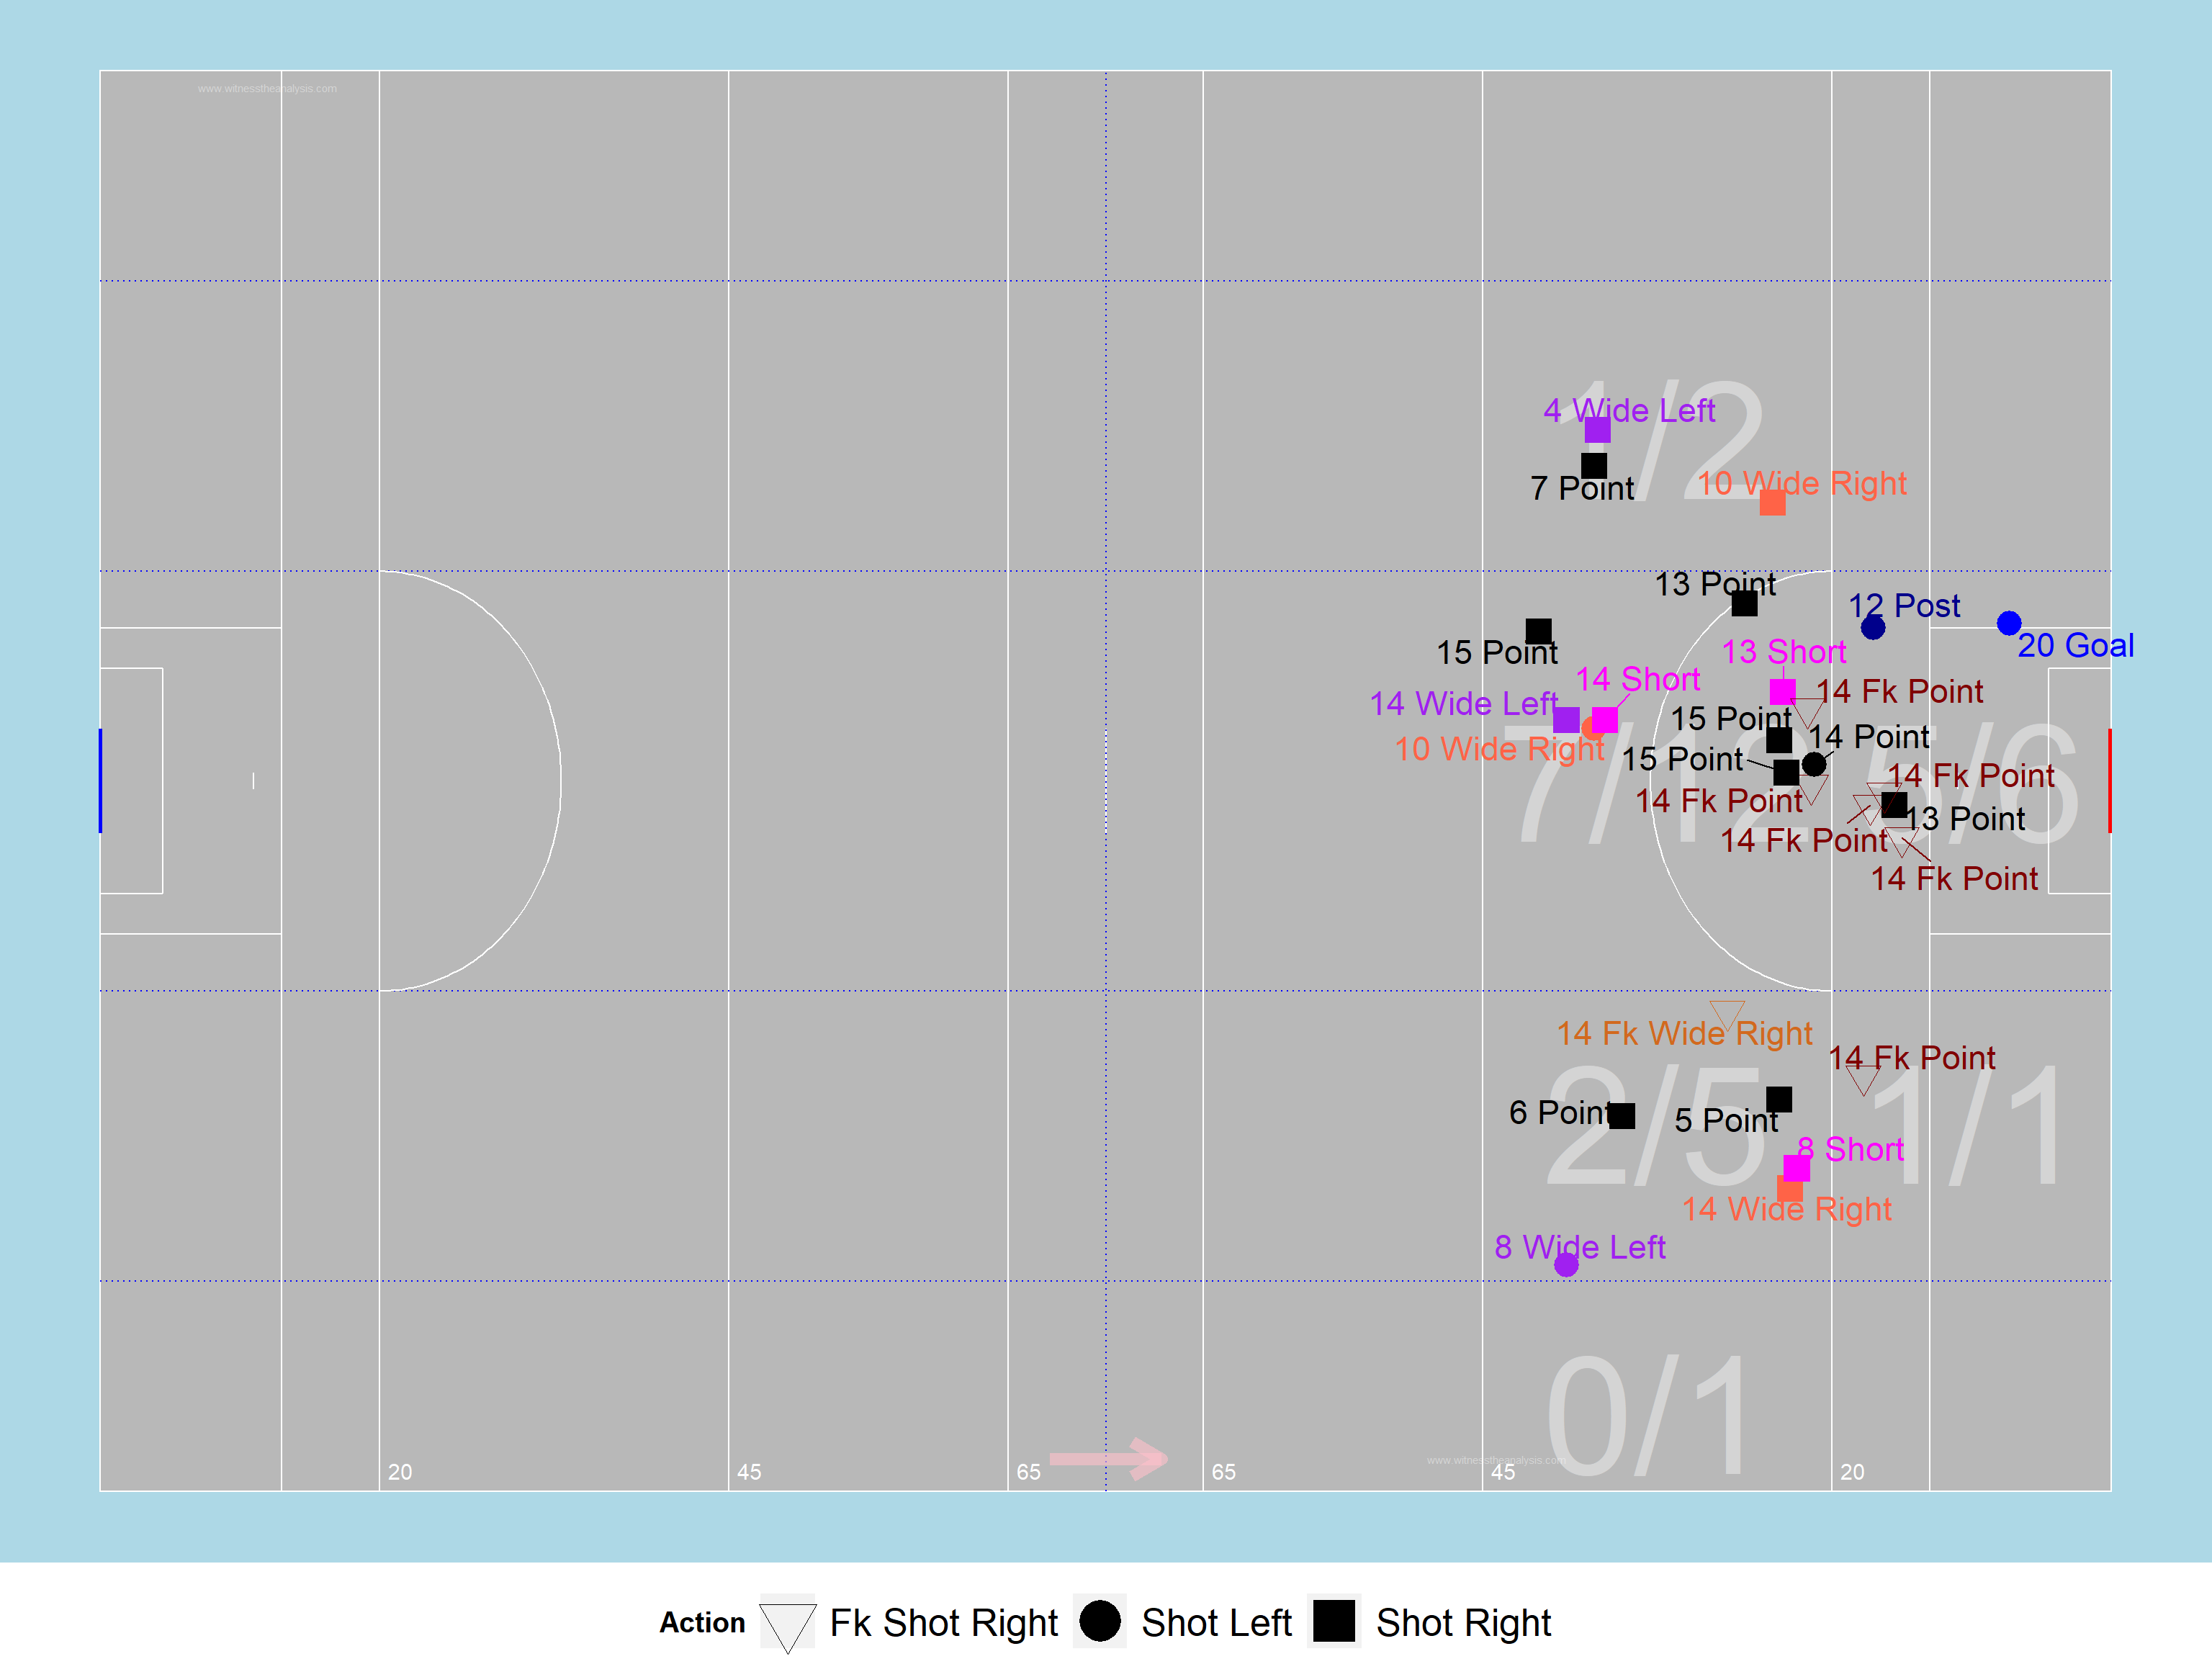 www.witnesstheanalysis.com
1/2
4 Wide Left
7 Point
10 Wide Right
13 Point
12 Post
15 Point
20 Goal
13 Short
14 Short
14 Fk Point
14 Wide Left
15 Point
14 Point
10 Wide Right
15 Point
7/12
5/6
14 Fk Point
14 Fk Point
13 Point
14 Fk Point
14 Fk Point
14 Fk Wide Right
14 Fk Point
6 Point
2/5
5 Point
1/1
8 Short
14 Wide Right
8 Wide Left
0/1
www.witnesstheanalysis.com
20 45 65 65 45 20
Action Fk Shot Right Shot Left Shot Right